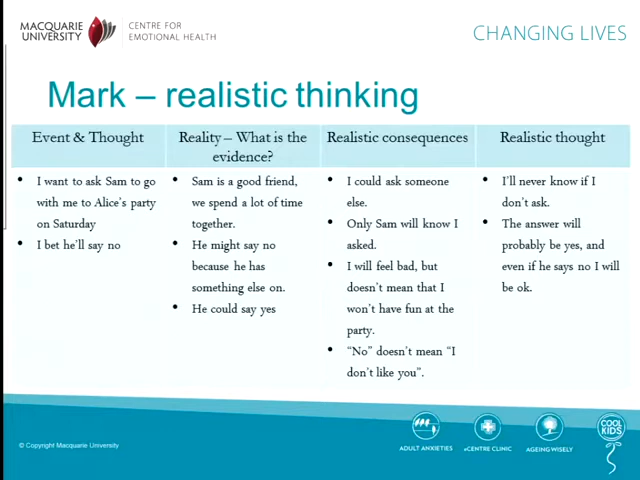 MACQUARIE
UNIVERSITY
CENTRE FOR
EMOTIONAL HEALTH
CHANGING LIVES
Mark – realistic thinking
Event & Thought
• I want to ask Sam to go
with me to Alice's party
on Saturday
• I bet he'll say no
Reality – What is the
evidence?
• Sam is a good friend,
we spend a lot of time
together.
• He might say no
because he has
something else on.
• He could say yes
Realistic consequences
• I could ask someone
else.
• Only Sam will know I
asked.
• I will feel bad, but
doesn't mean that I
won't have fun at the
party.
• "No" doesn't mean "I
don't like you".
Realistic thought
• I'll never know if I
don't ask.
• The answer will
probably be yes, and
even if he says no I will
be ok.
© Copyright Macquarie University
ADULT ANXIETIES
eCENTRE CLINIC
AGEING WISELY
COOL
KIDS